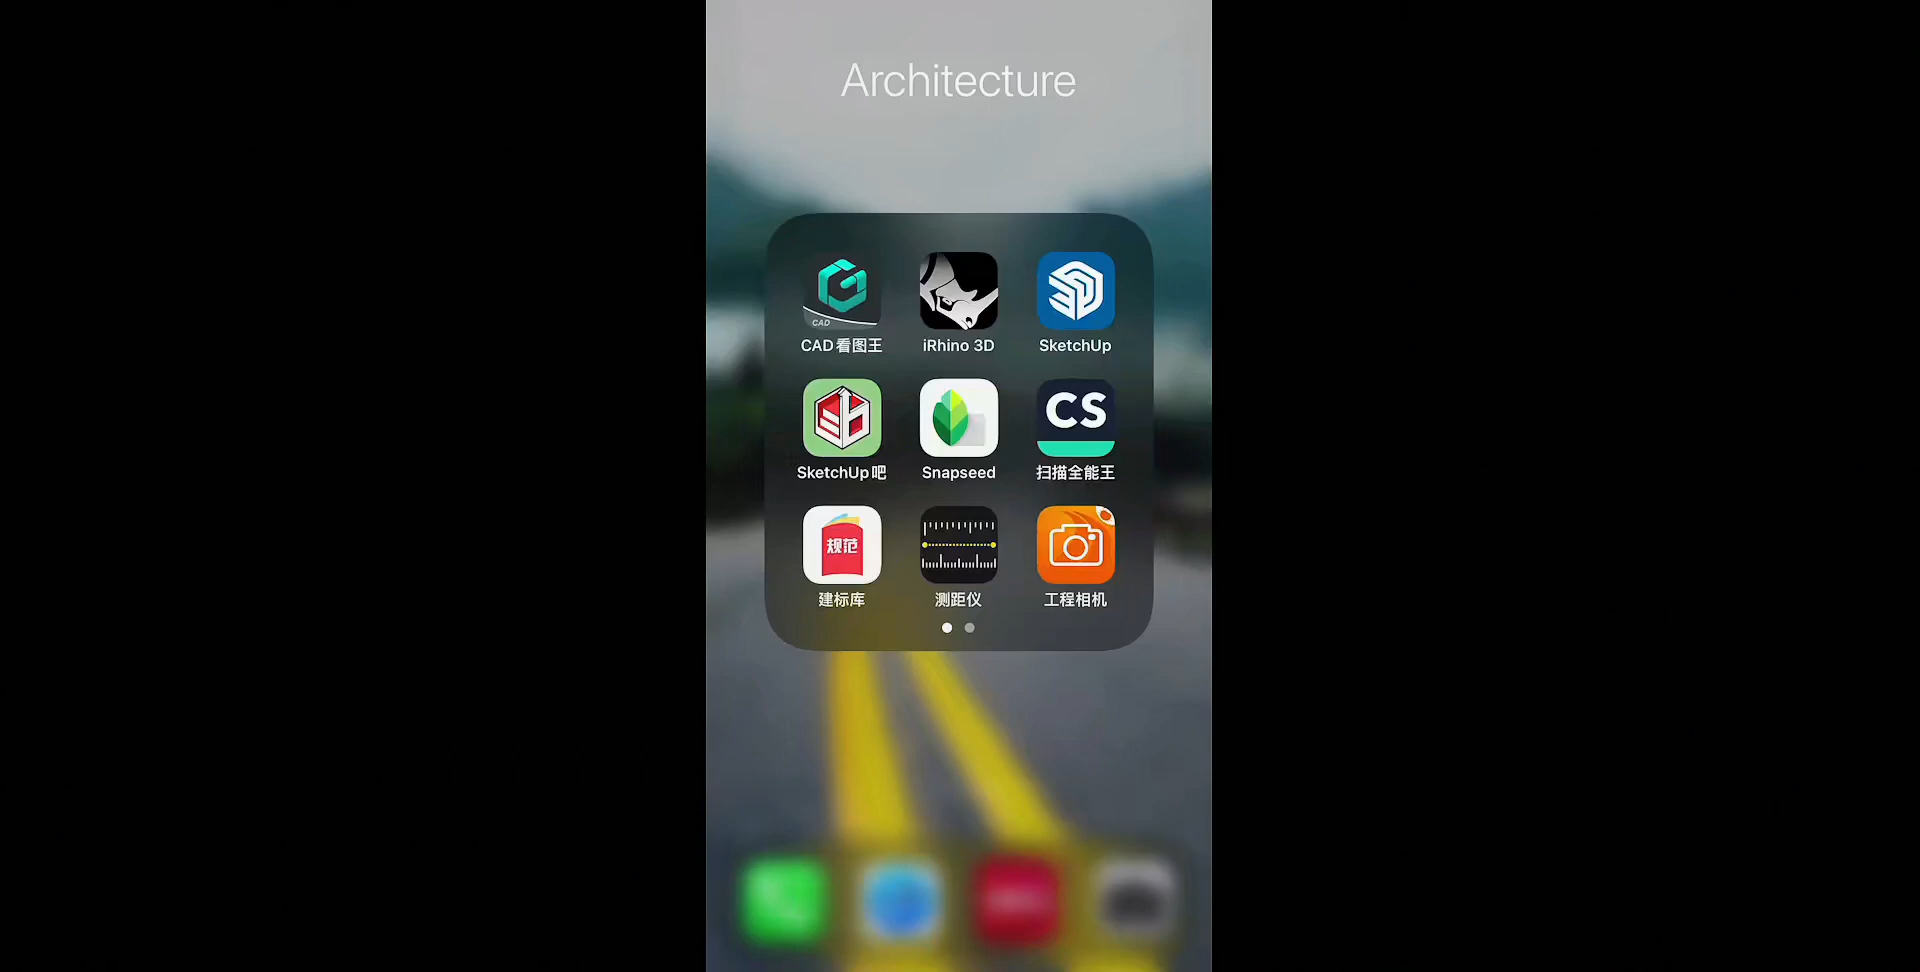 Architecture
CAD
CAD看图王
iRhino 3D
SketchUp
CS
SketchUp吧
Snapseed
扫描全能王
规范
建标库
测距仪
工程相机